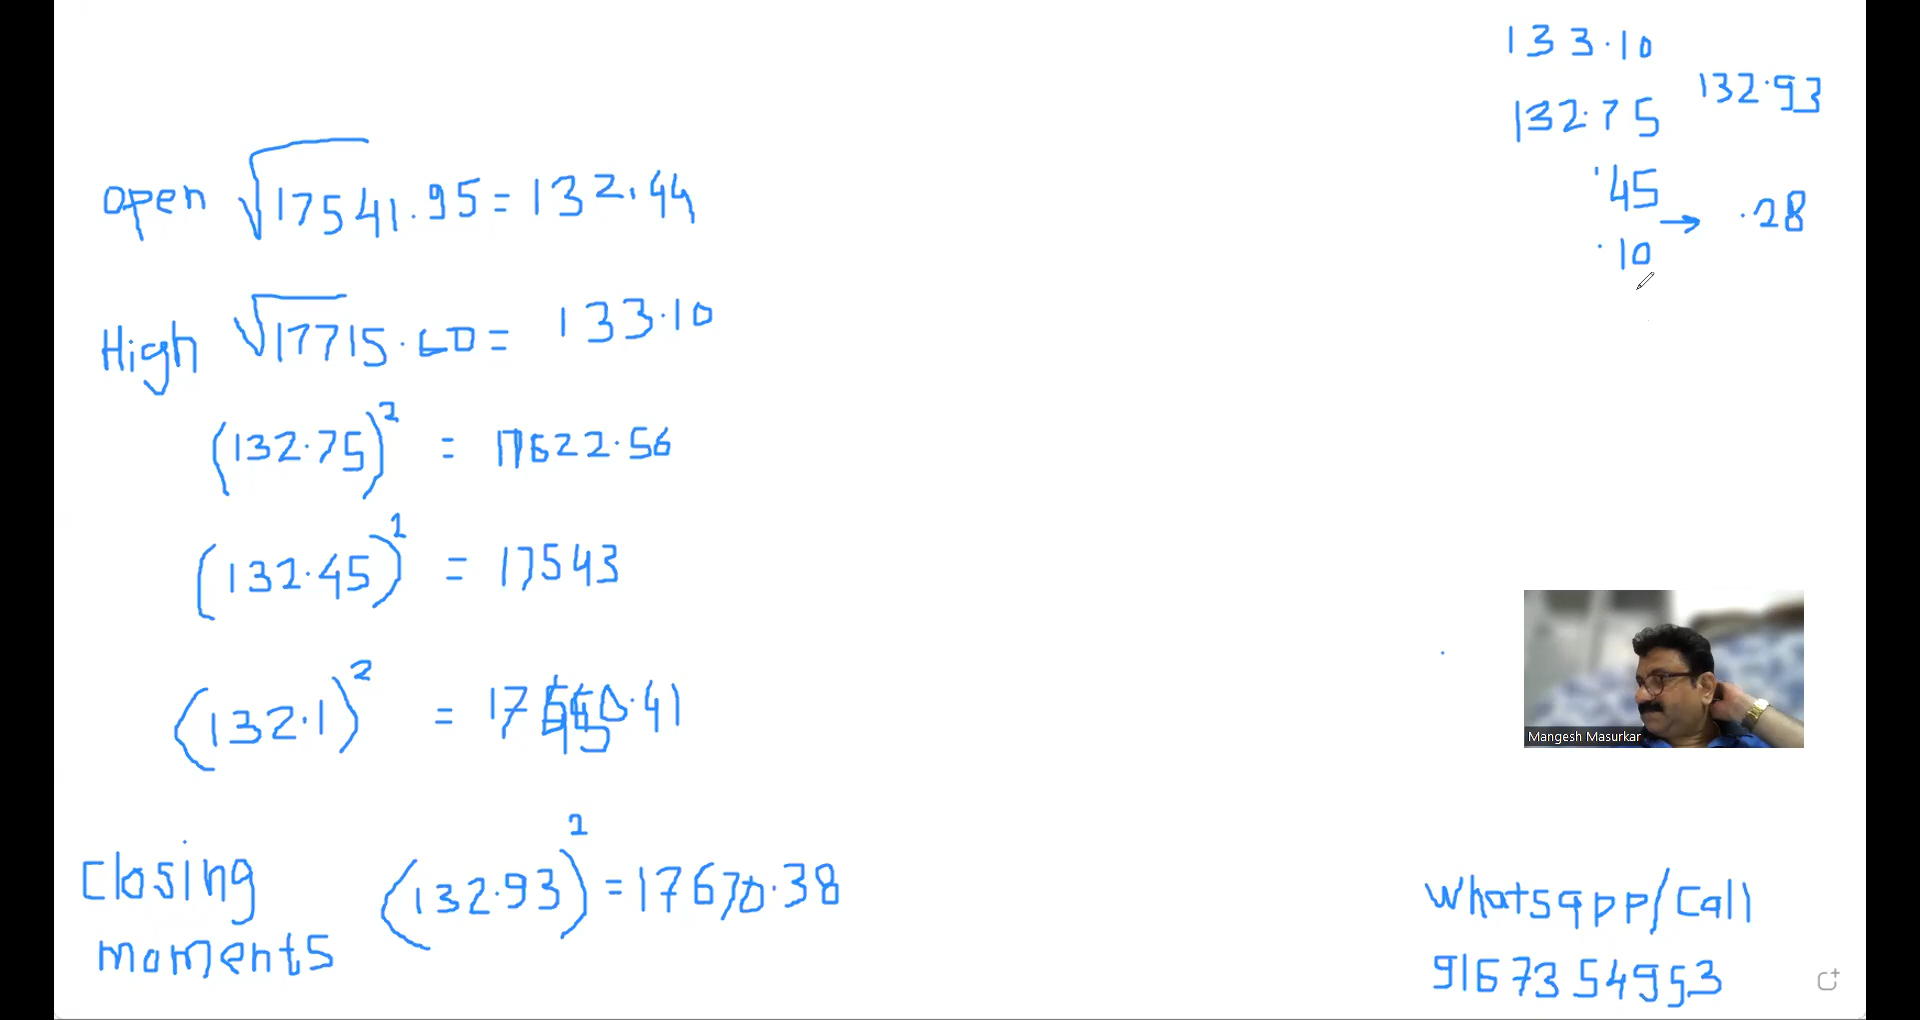 133.10
132.93
132.75
open √17541.95 = 132.44
.45
→ .28
.10
High √17715.60 = 133.10
(132.75)² = 17622.56
(132.45)² = 17543
(132.1)² =
Mangesh Masurkar
Closing moments (132.93)² = 17670.38
Whatsapp/Call
9167354953